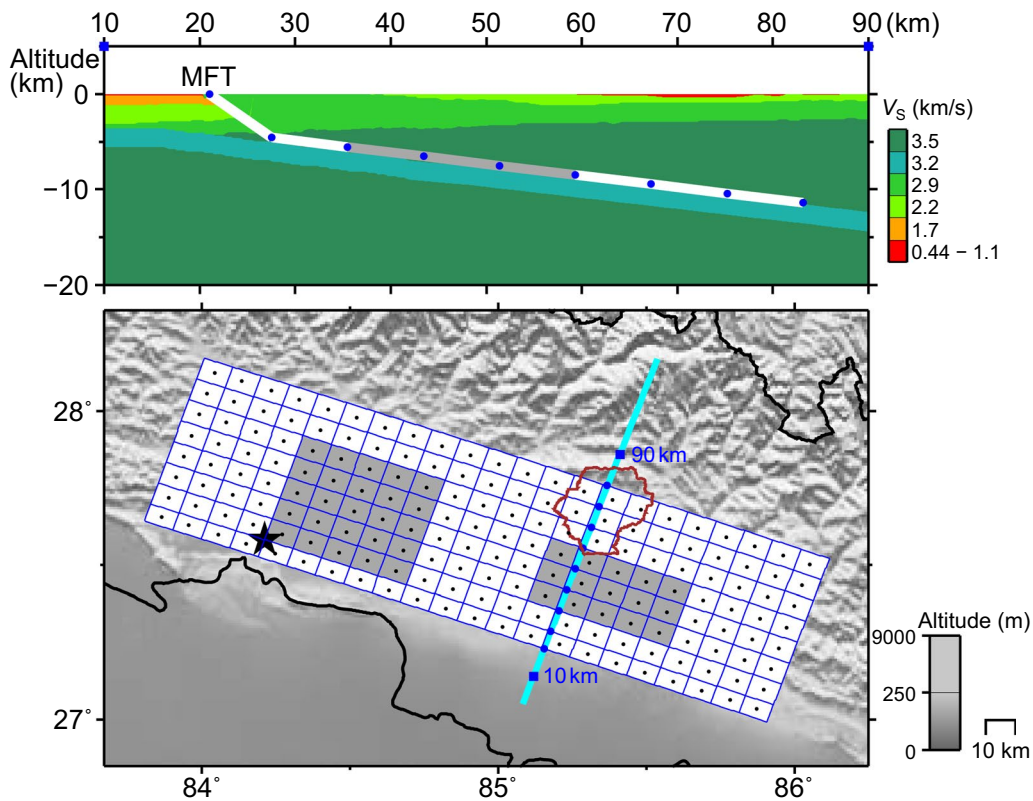 10 20 30 40 50 60 70 80 90 (km)
Altitude
(km)
MFT
0
−10
−20
Vs (km/s)
3.5
3.2
2.9
2.2
1.7
0.44 − 1.1
28°
27°
90 km
10 km
84° 85° 86°
Altitude (m)
9000
250
0
10 km